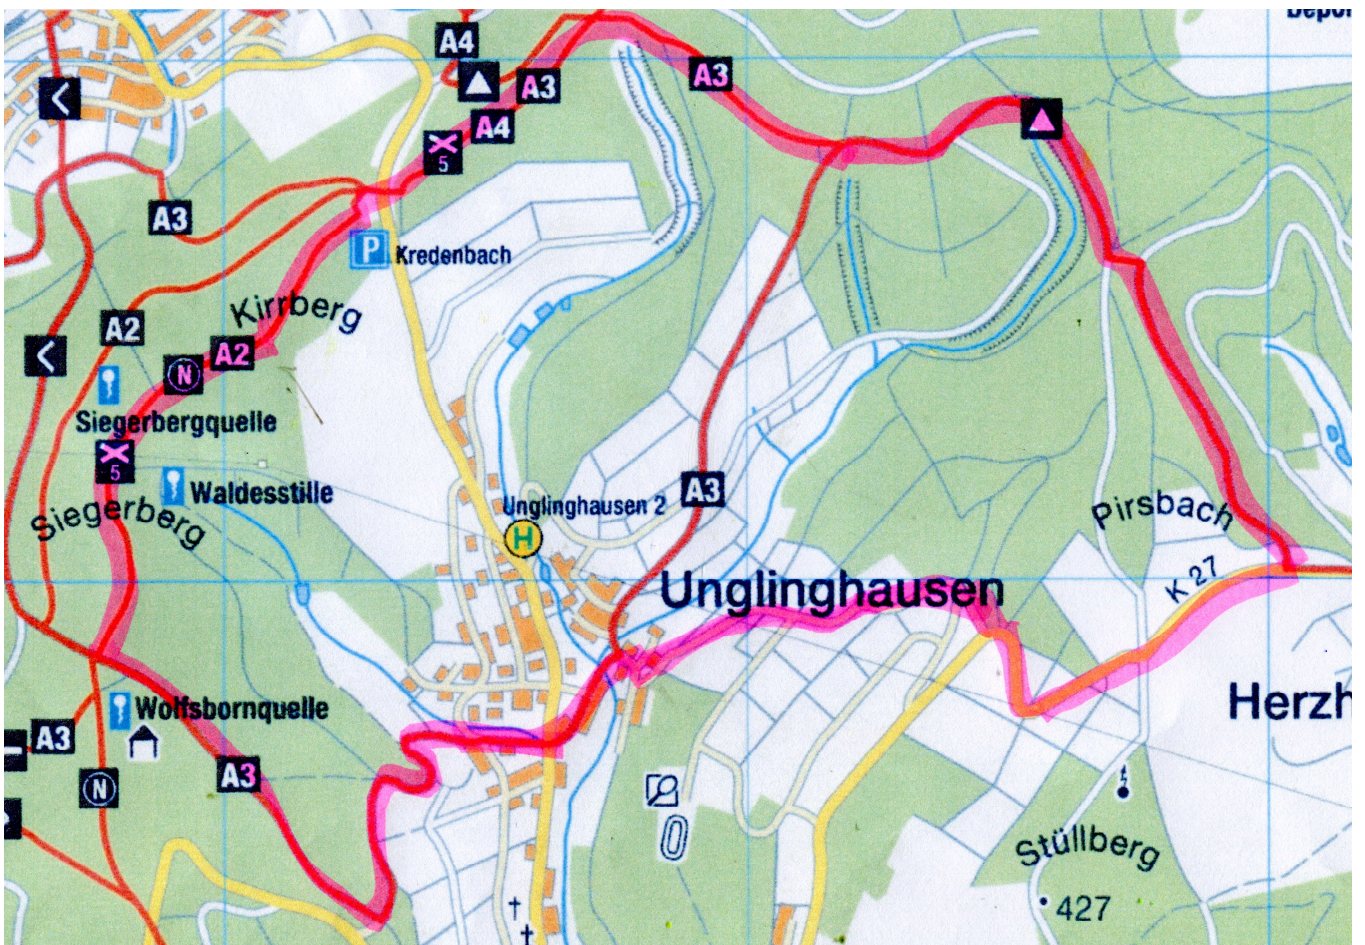 Depo
A4
A3
A3
A4
5
A3
P Kredenbach
Kirrberg
A2
A2
N
Siegerbergquelle
5
Waldesstille
Siegerberg
A3
Unglinghausen 2
H
Pirsbach
Unglinghausen
K 27
Wolfsbornquelle
Herzh
A3
A3
N
Stüllberg
427